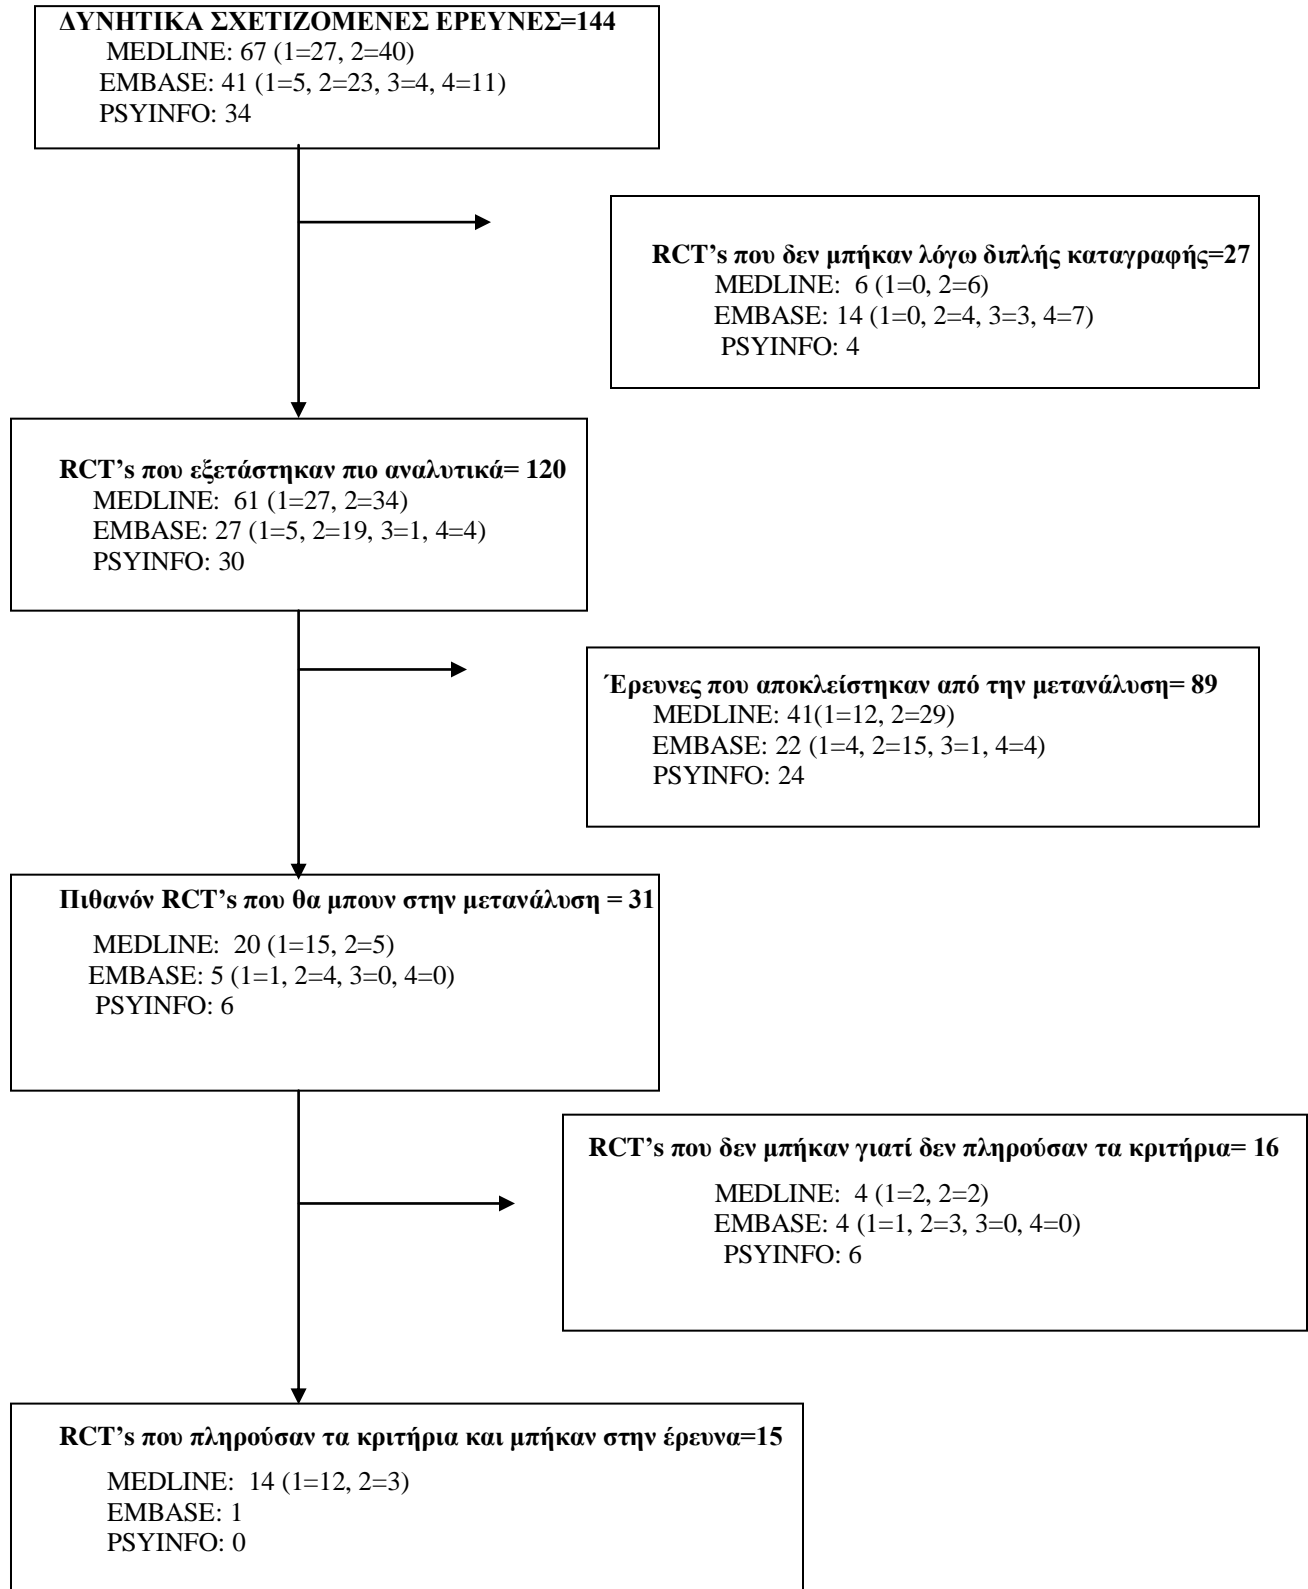 ΔΥΝΗΤΙΚΑ ΣΧΕΤΙΖΟΜΕΝΕΣ ΕΡΕΥΝΕΣ=144
MEDLINE: 67 (1=27, 2=40)
EMBASE: 41 (1=5, 2=23, 3=4, 4=11)
PSYINFO: 34
RCT’s που δεν μπήκαν λόγω διπλής καταγραφής=27
MEDLINE: 6 (1=0, 2=6)
EMBASE: 14 (1=0, 2=4, 3=3, 4=7)
PSYINFO: 4
RCT’s που εξετάστηκαν πιο αναλυτικά= 120
MEDLINE: 61 (1=27, 2=34)
EMBASE: 27 (1=5, 2=19, 3=1, 4=4)
PSYINFO: 30
Έρευνες που αποκλείστηκαν από την μετανάλυση= 89
MEDLINE: 41(1=12, 2=29)
EMBASE: 22 (1=4, 2=15, 3=1, 4=4)
PSYINFO: 24
Πιθανόν RCT’s που θα μπουν στην μετανάλυση = 31
MEDLINE: 20 (1=15, 2=5)
EMBASE: 5 (1=1, 2=4, 3=0, 4=0)
PSYINFO: 6
RCT’s που δεν μπήκαν γιατί δεν πληρούσαν τα κριτήρια= 16
MEDLINE: 4 (1=2, 2=2)
EMBASE: 4 (1=1, 2=3, 3=0, 4=0)
PSYINFO: 6
RCT’s που πληρούσαν τα κριτήρια και μπήκαν στην έρευνα=15
MEDLINE: 14 (1=12, 2=3)
EMBASE: 1
PSYINFO: 0